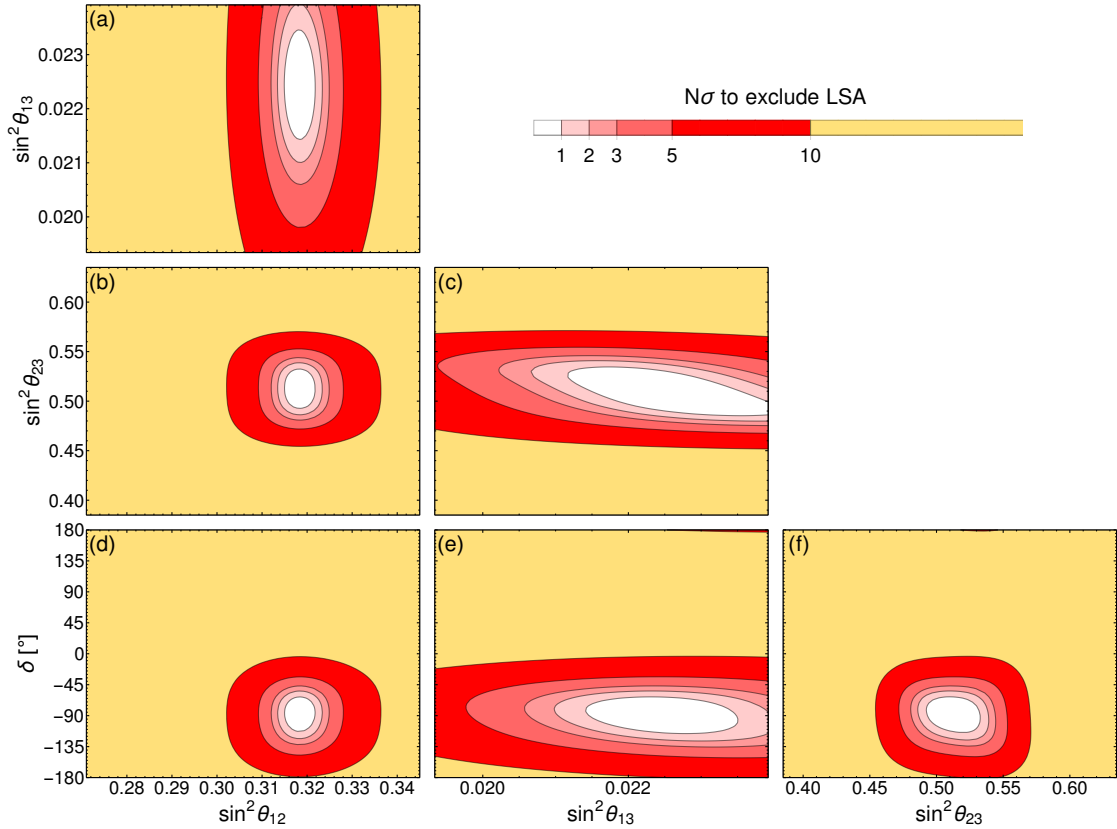 (a)
0.023
0.022
0.021
0.020
sin²θ₁₃
Nσ to exclude LSA
1 2 3 5 10
(b)
0.60
0.55
0.50
0.45
0.40
sin²θ₂₃
(c)
(d)
180
135
90
45
0
−45
−90
−135
−180
δ [°]
0.28 0.29 0.30 0.31 0.32 0.33 0.34
sin²θ₁₂
(e)
0.020 0.022
sin²θ₁₃
(f)
0.40 0.45 0.50 0.55 0.60
sin²θ₂₃